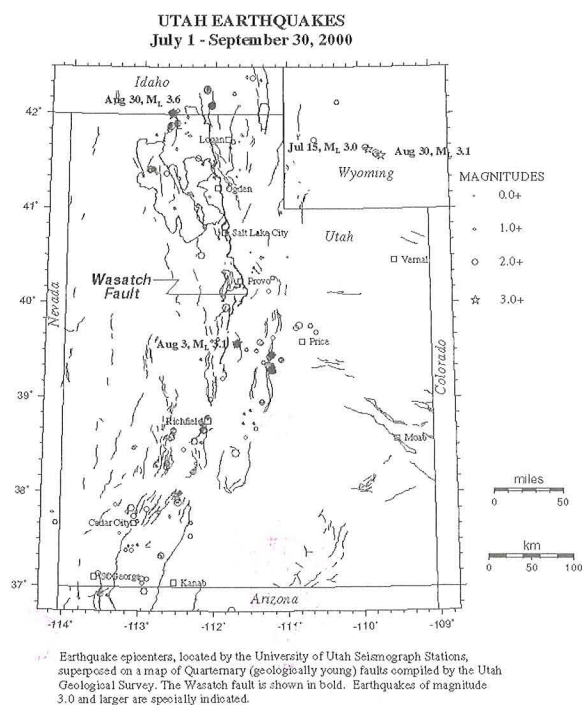 UTAH EARTHQUAKES
July 1 - September 30, 2000
Idaho
Aug 30, ML 3.6
42°
Logan
Jul 15, ML 3.0
Aug 30, ML 3.1
Wyoming
MAGNITUDES
0.0+
1.0+
2.0+
3.0+
Ogden
41°
Salt Lake City
Utah
Vernal
Wasatch
Fault
Provo
40°
Nevada
Aug 3, ML 3.1
Price
Colorado
39°
Richfield
Moab
38°
miles
0 50
Cedar City
km
0 50 100
St George
Kanab
37°
Arizona
-114° -113° -112° -111° -110° -109°
Earthquake epicenters, located by the University of Utah Seismograph Stations,
superposed on a map of Quarternary (geologically young) faults compiled by the Utah
Geological Survey. The Wasatch fault is shown in bold. Earthquakes of magnitude
3.0 and larger are specially indicated.